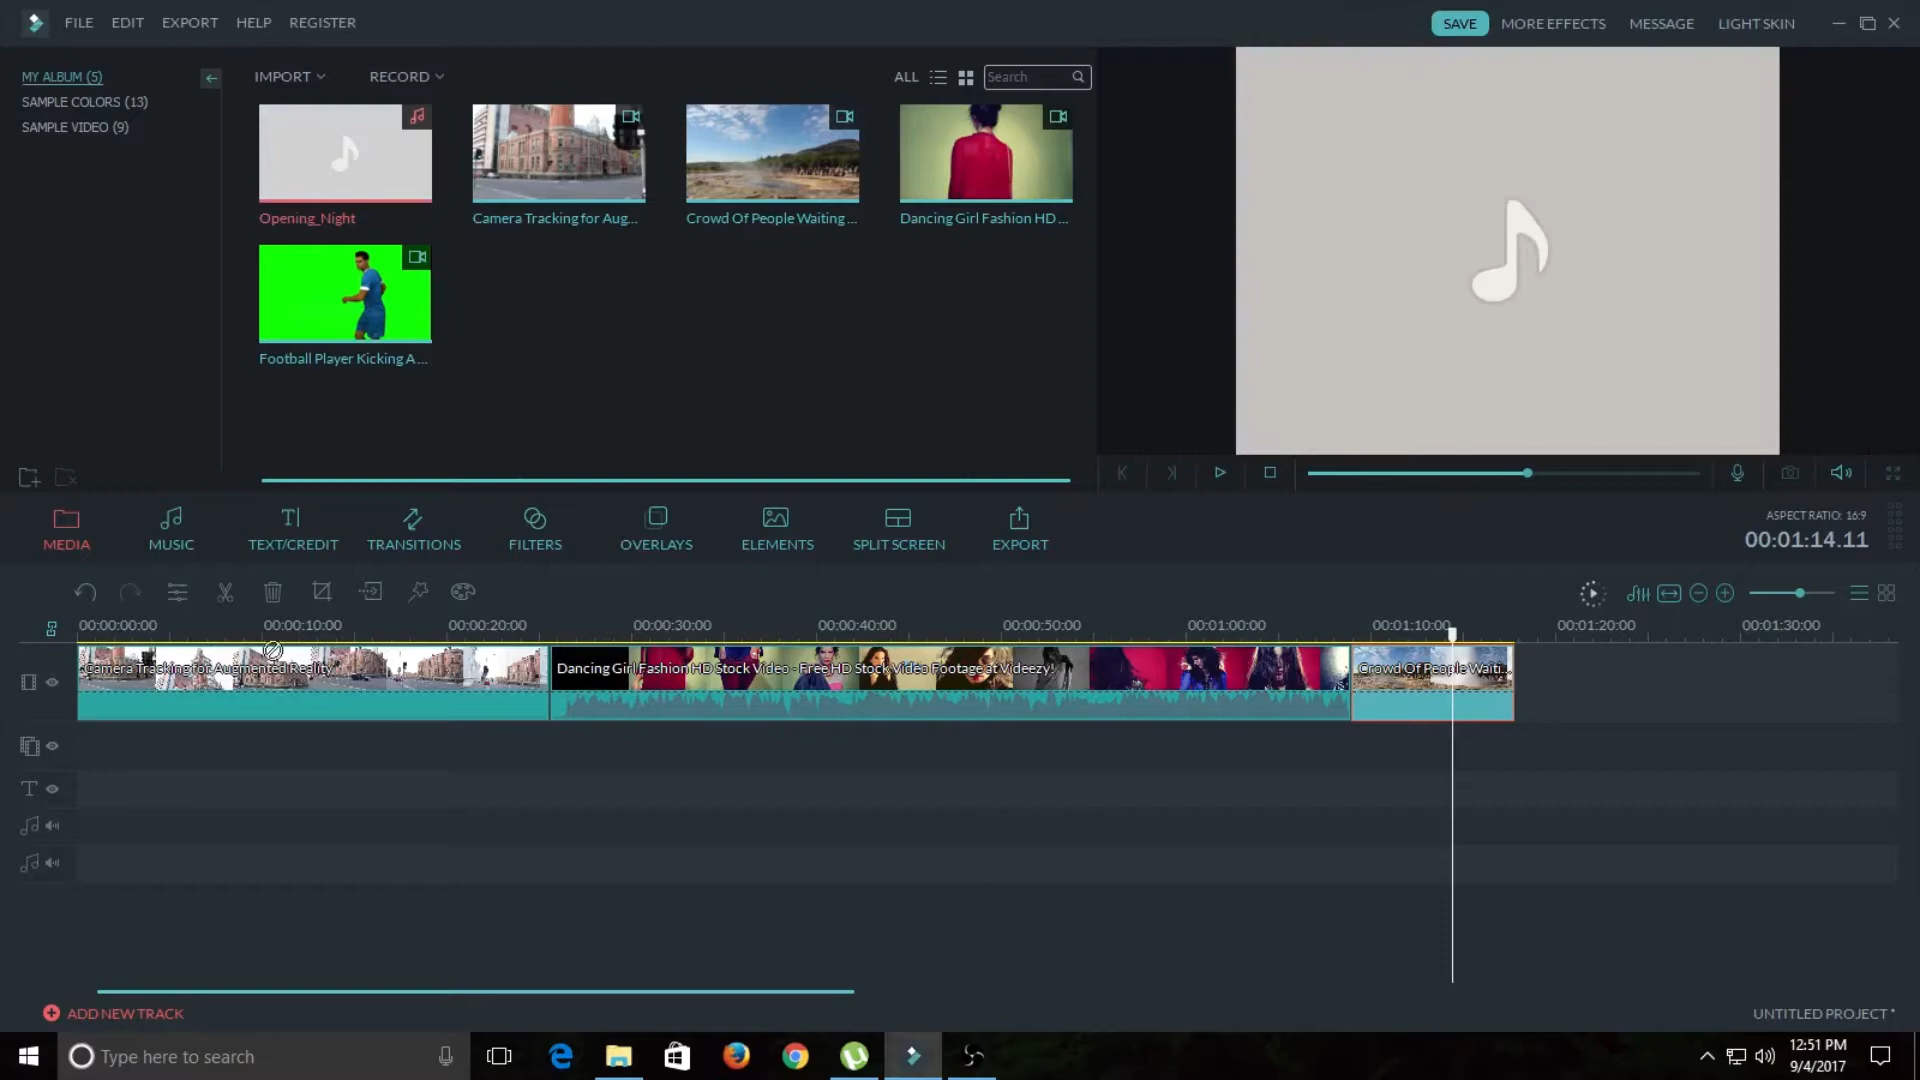 FILE EDIT EXPORT HELP REGISTER SAVE MORE EFFECTS MESSAGE LIGHT SKIN
MY ALBUM (5)
SAMPLE COLORS (13)
SAMPLE VIDEO (9)
IMPORT RECORD ALL Search
Opening_Night Camera Tracking for Aug... Crowd Of People Waiting ... Dancing Girl Fashion HD ...
Football Player Kicking A ...
MEDIA MUSIC TEXT/CREDIT TRANSITIONS FILTERS OVERLAYS ELEMENTS SPLIT SCREEN EXPORT
ASPECT RATIO: 16:9
00:01:14.11
00:00:00:00 00:00:10:00 00:00:20:00 00:00:30:00 00:00:40:00 00:00:50:00 00:01:00:00 00:01:10:00 00:01:20:00 00:01:30:00
Camera Tracking for Augmented Reality Dancing Girl Fashion HD Stock Video - Free HD Stock Video Footage at Videezy! Crowd Of People Waiti...
ADD NEW TRACK UNTITLED PROJECT *
Type here to search
12:51 PM
9/4/2017